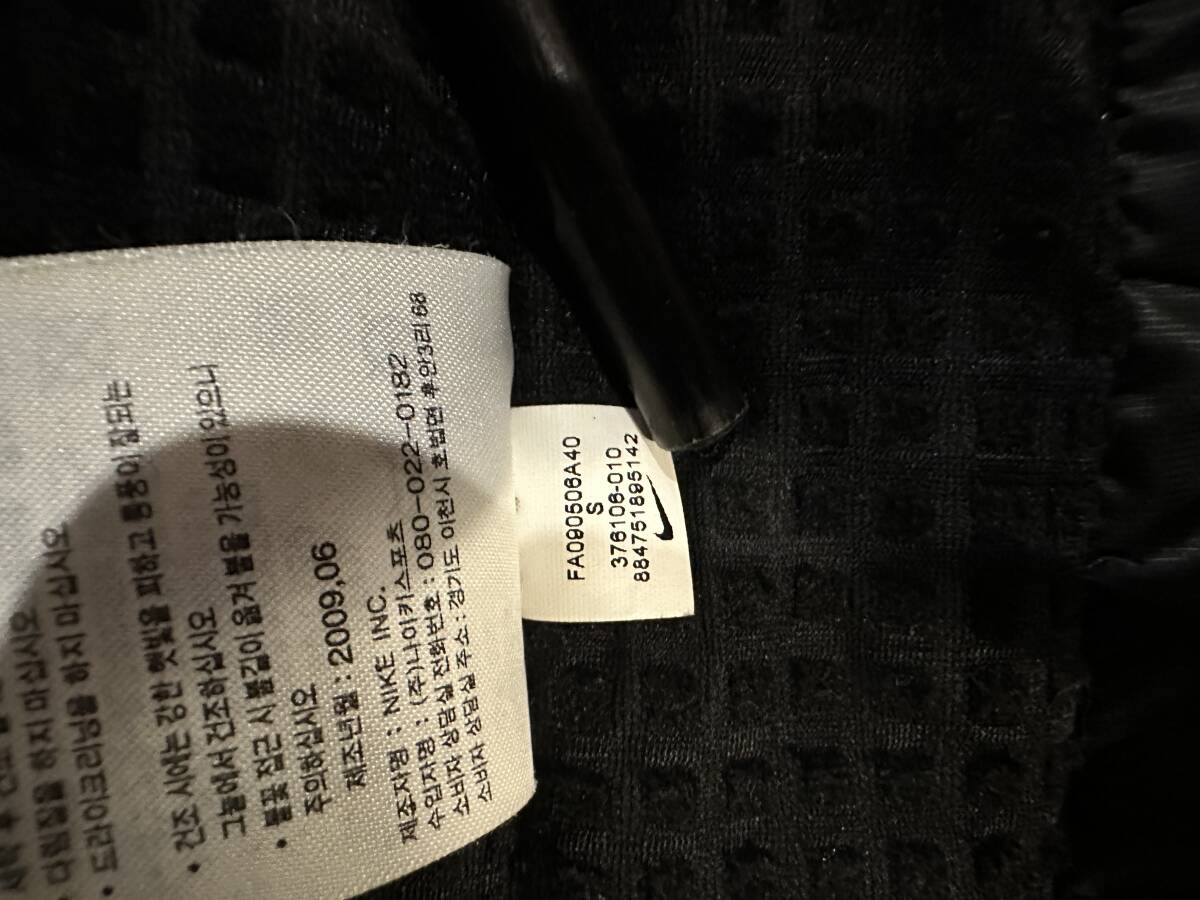 다림질을 하지 마십시오
• 드라이크리닝을 하지 마십시오
• 건조 시에는 강한 햇빛을 피하고 통풍이 잘되는
그늘에서 건조하십시오
• 불꽃 접근 시 불길이 옮겨 붙을 가능성이 있으니
주의하십시오
제조년월 : 2009.06
제조자명 : NIKE INC.
수입자명 : (주)나이키스포츠
소비자 상담실 전화번호 : 080-022-0182
소비자 상담실 주소 : 경기도 이천시 호법면 후안3리 68
FA090506A40
S
376106-010
884751895142